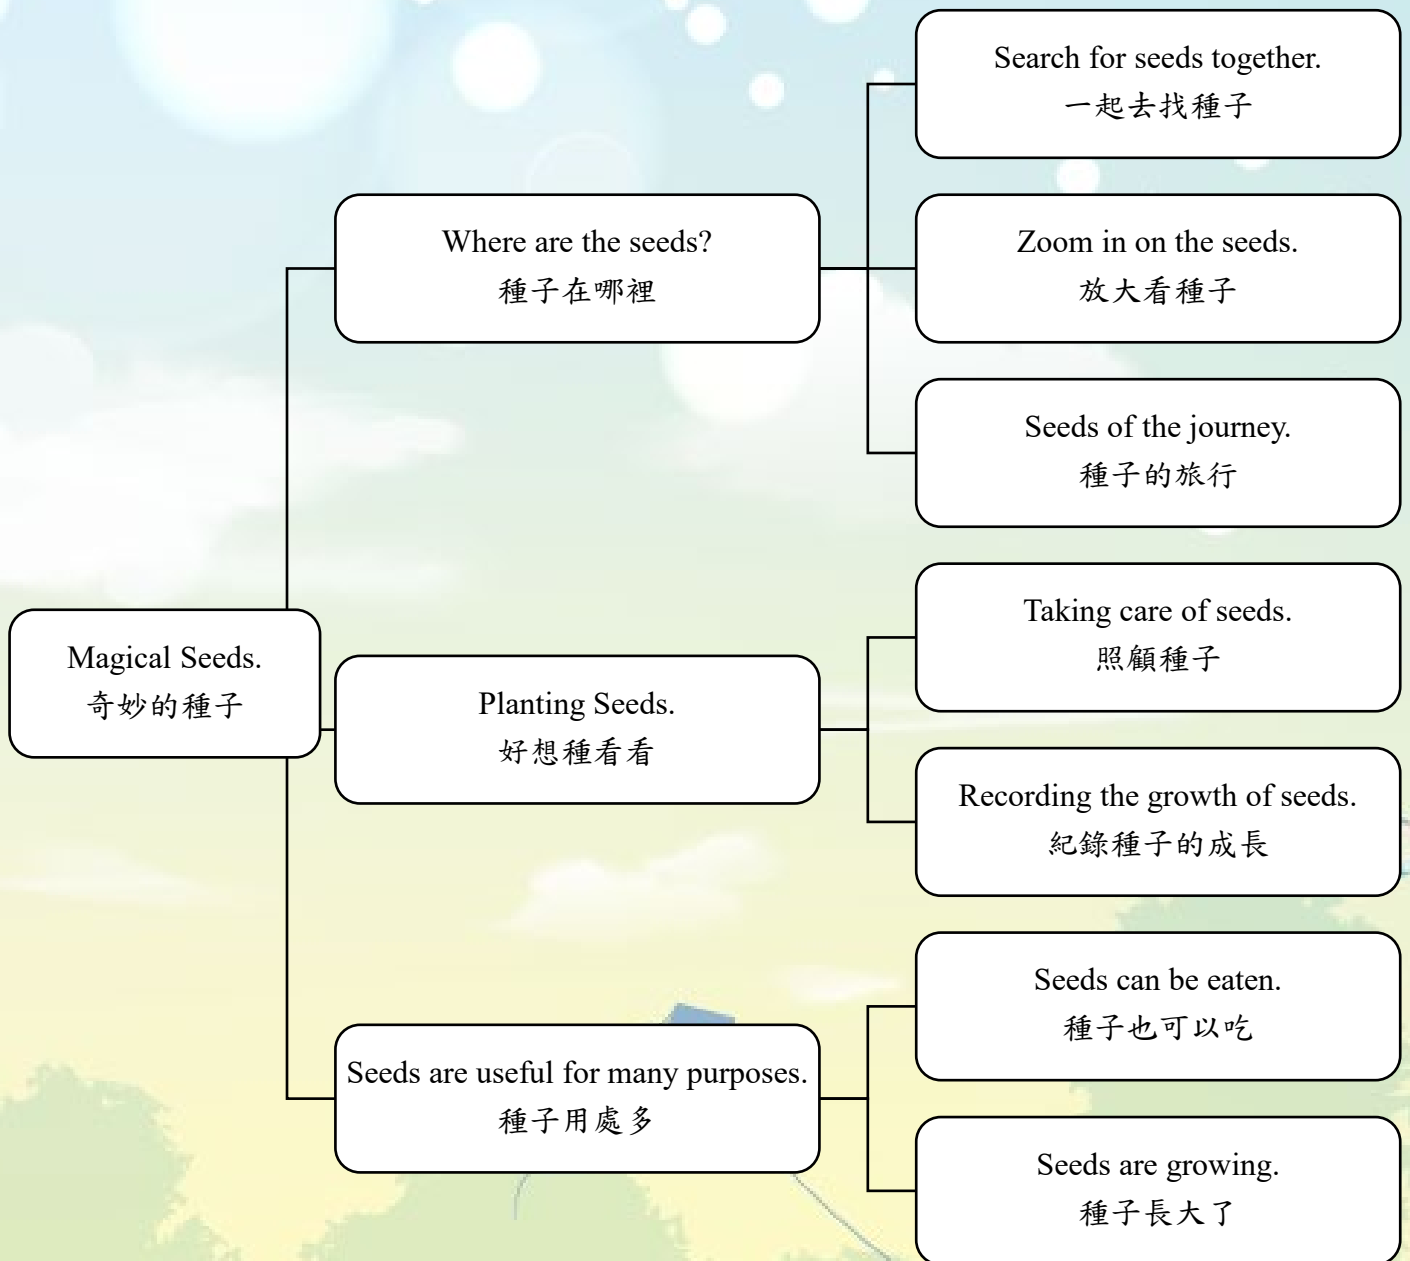 Magical Seeds.
奇妙的種子
Where are the seeds?
種子在哪裡
Search for seeds together.
一起去找種子
Zoom in on the seeds.
放大看種子
Seeds of the journey.
種子的旅行
Planting Seeds.
好想種看看
Taking care of seeds.
照顧種子
Recording the growth of seeds.
紀錄種子的成長
Seeds are useful for many purposes.
種子用處多
Seeds can be eaten.
種子也可以吃
Seeds are growing.
種子長大了